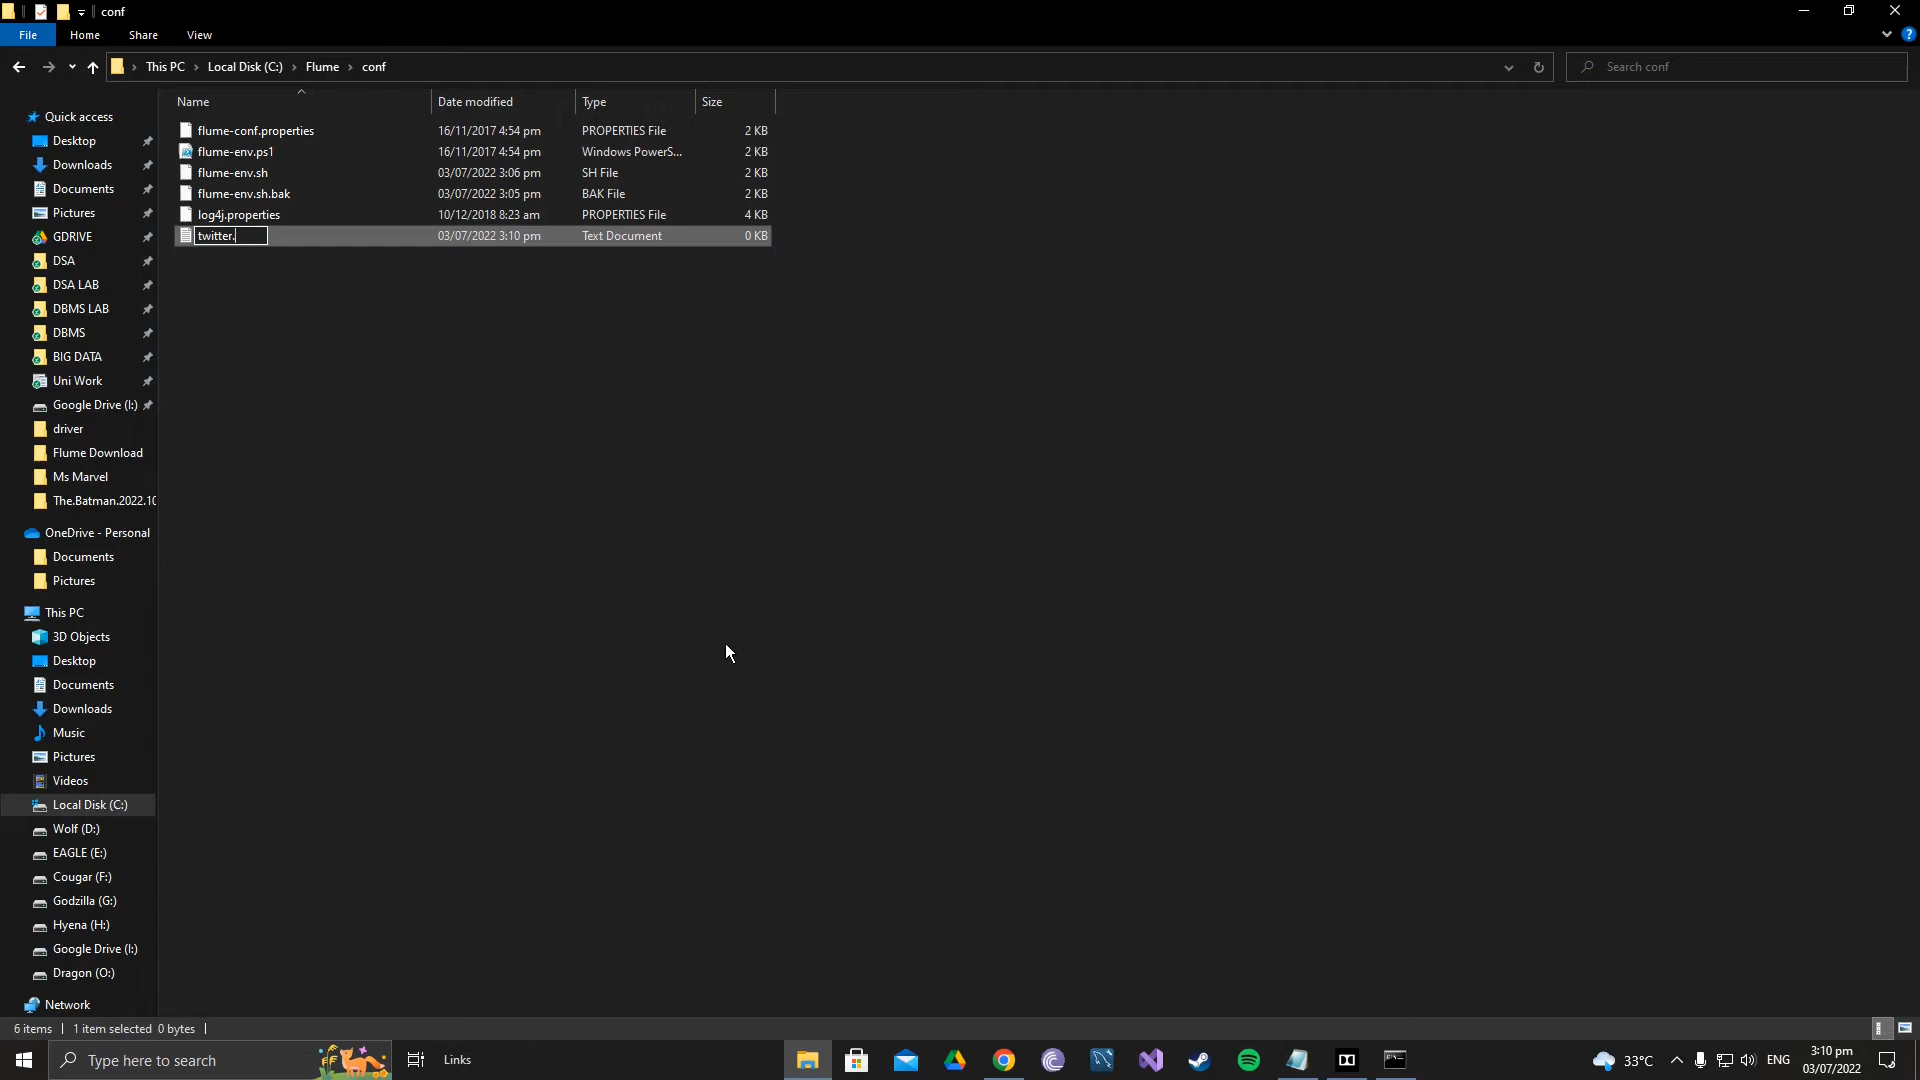 conf
File Home Share View
This PC Local Disk (C:) Flume conf Search conf
Name Date modified Type Size
flume-conf.properties 16/11/2017 4:54 pm PROPERTIES File 2 KB
flume-env.ps1 16/11/2017 4:54 pm Windows PowerS... 2 KB
flume-env.sh 03/07/2022 3:06 pm SH File 2 KB
flume-env.sh.bak 03/07/2022 3:05 pm BAK File 2 KB
log4j.properties 10/12/2018 8:23 am PROPERTIES File 4 KB
twitter. 03/07/2022 3:10 pm Text Document 0 KB
Quick access
Desktop
Downloads
Documents
Pictures
GDRIVE
DSA
DSA LAB
DBMS LAB
DBMS
BIG DATA
Uni Work
Google Drive (I:)
driver
Flume Download
Ms Marvel
The.Batman.2022.10
OneDrive - Personal
Documents
Pictures
This PC
3D Objects
Desktop
Documents
Downloads
Music
Pictures
Videos
Local Disk (C:)
Wolf (D:)
EAGLE (E:)
Cougar (F:)
Godzilla (G:)
Hyena (H:)
Google Drive (I:)
Dragon (O:)
Network
6 items 1 item selected 0 bytes
Type here to search Links 33°C ENG 3:10 pm
03/07/2022